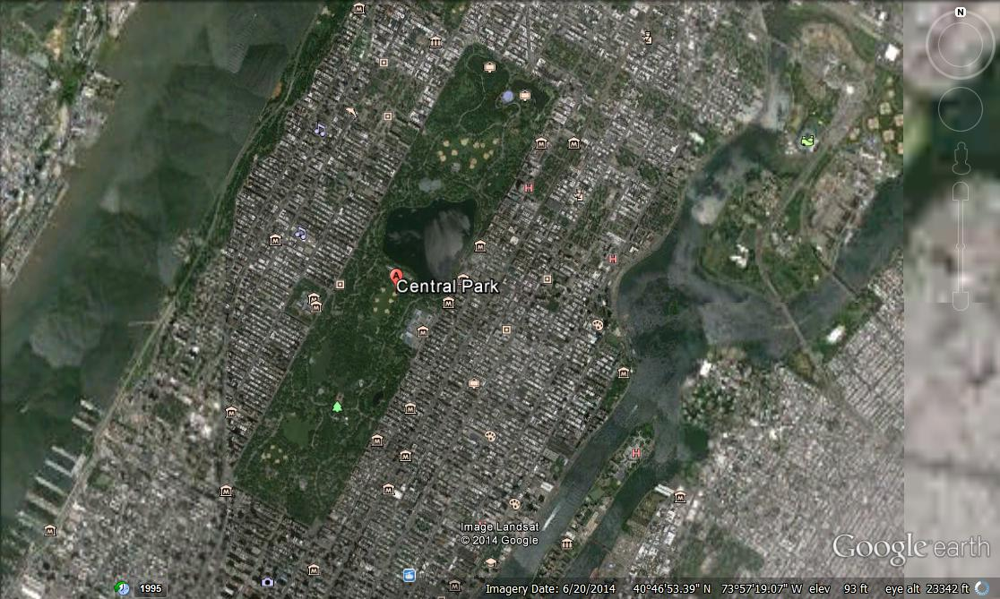 N
A
Central Park
Image Landsat
© 2014 Google
Google earth
1995
Imagery Date: 6/20/2014 40°46'53.39" N 73°57'19.07" W elev 93 ft eye alt 23342 ft